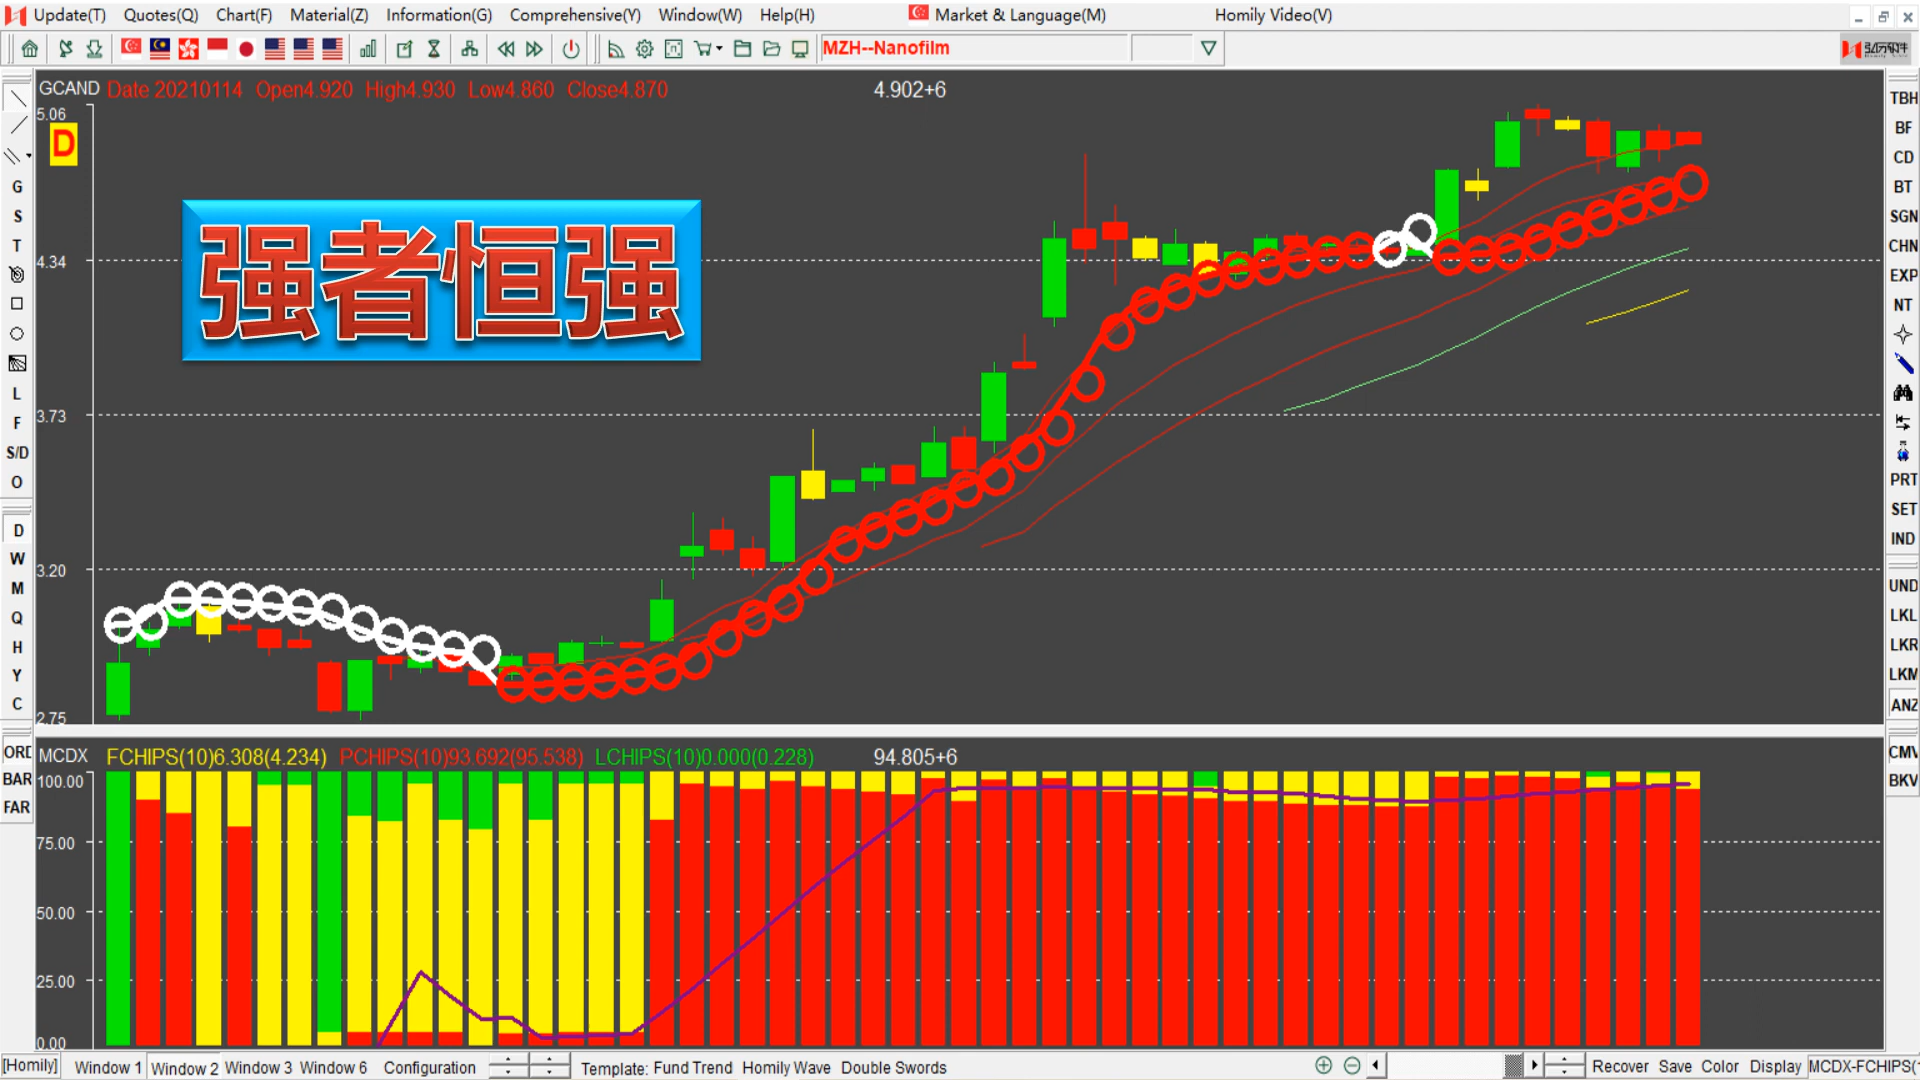 Update(T) Quotes(Q) Chart(F) Material(Z) Information(G) Comprehensive(Y) Window(W) Help(H) Market & Language(M) Homily Video(V)
MZH--Nanofilm
GCAND Date 20210114 Open4.920 High4.930 Low4.860 Close4.870 4.902+6
5.06
D
强者恒强
4.34
3.73
3.20
2.75
G
S
T
L
F
S/D
O
D
W
M
Q
H
Y
C
ORD
BAR
FAR
TBH
BF
CD
BT
SGN
CHN
EXP
NT
PRT
SET
IND
UND
LKL
LKR
LKM
ANZ
CMV
BKV
MCDX FCHIPS(10)6.308(4.234) PCHIPS(10)93.692(95.538) LCHIPS(10)0.000(0.228) 94.805+6
100.00
75.00
50.00
25.00
0.00
[Homily] Window 1 Window 2 Window 3 Window 6 Configuration Template: Fund Trend Homily Wave Double Swords Recover Save Color Display MCDX-FCHIPS(